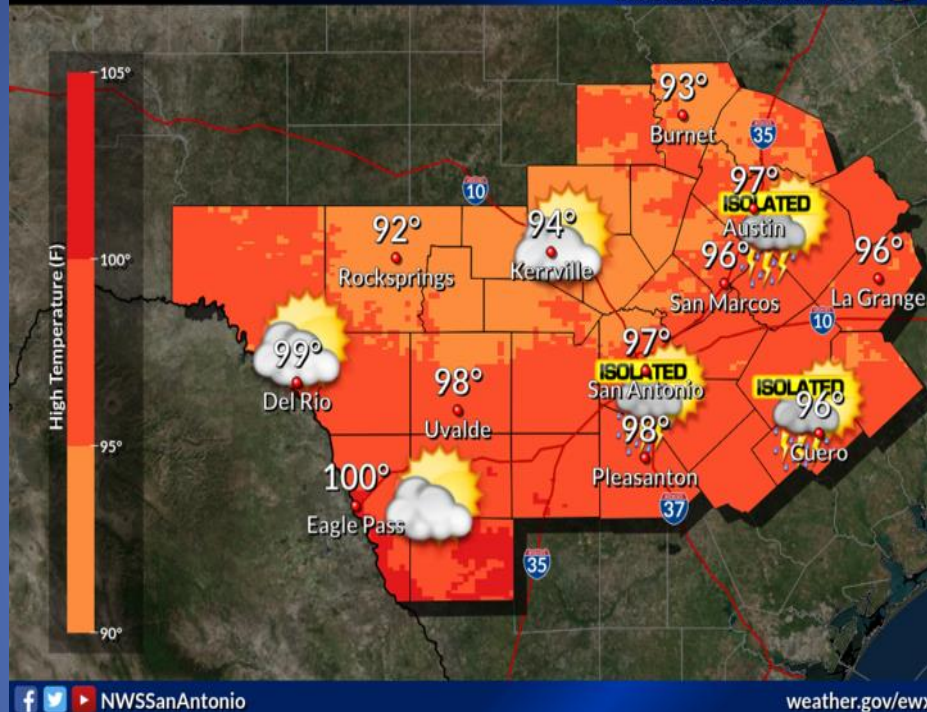 105°
93°
Burnet
35
97°
10
ISOLATED
Austin
92°
94°
Rocksprings
Kerrville
96°
96°
San Marcos
La Grange
100°
High Temperature (F)
10
99°
97°
Del Rio
98°
ISOLATED
San Antonio
ISOLATED
96°
Uvalde
98°
Cuero
95°
100°
Pleasanton
Eagle Pass
37
35
90°
NWSSanAntonio
weather.gov/ewx